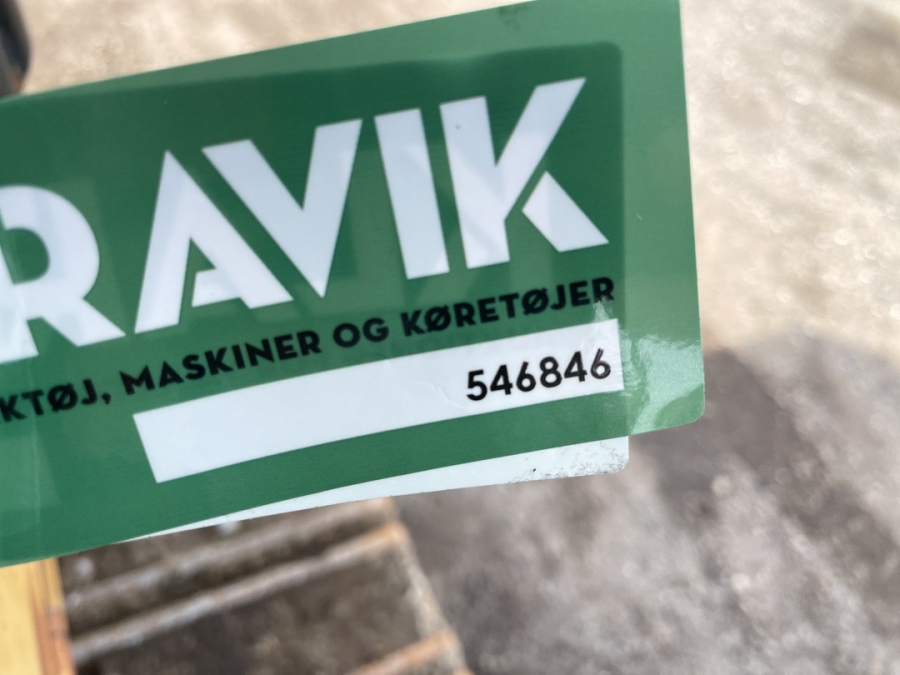 RAVIK
KTØJ, MASKINER OG KØRETØJER
546846